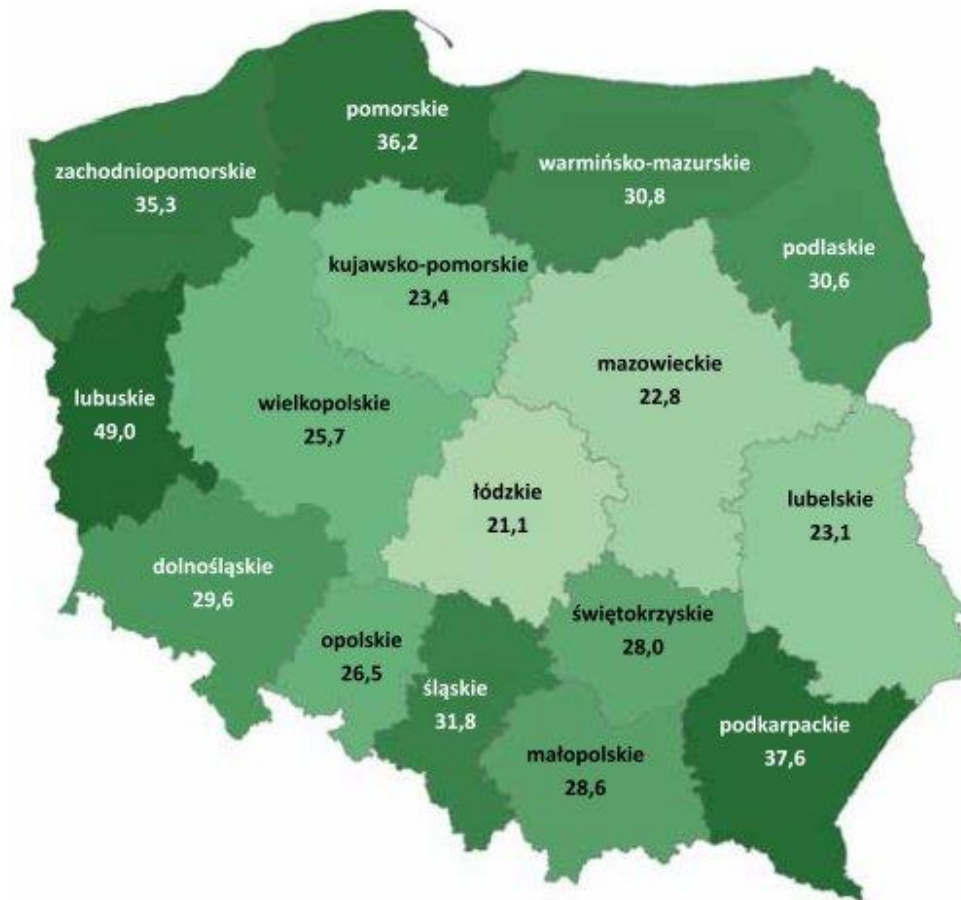 pomorskie
36,2
zachodniopomorskie
35,3
warmińsko-mazurskie
30,8
podlaskie
30,6
kujawsko-pomorskie
23,4
mazowieckie
22,8
lubuskie
49,0
wielkopolskie
25,7
łódzkie
21,1
lubelskie
23,1
dolnośląskie
29,6
opolskie
26,5
świętokrzyskie
28,0
śląskie
31,8
małopolskie
28,6
podkarpackie
37,6